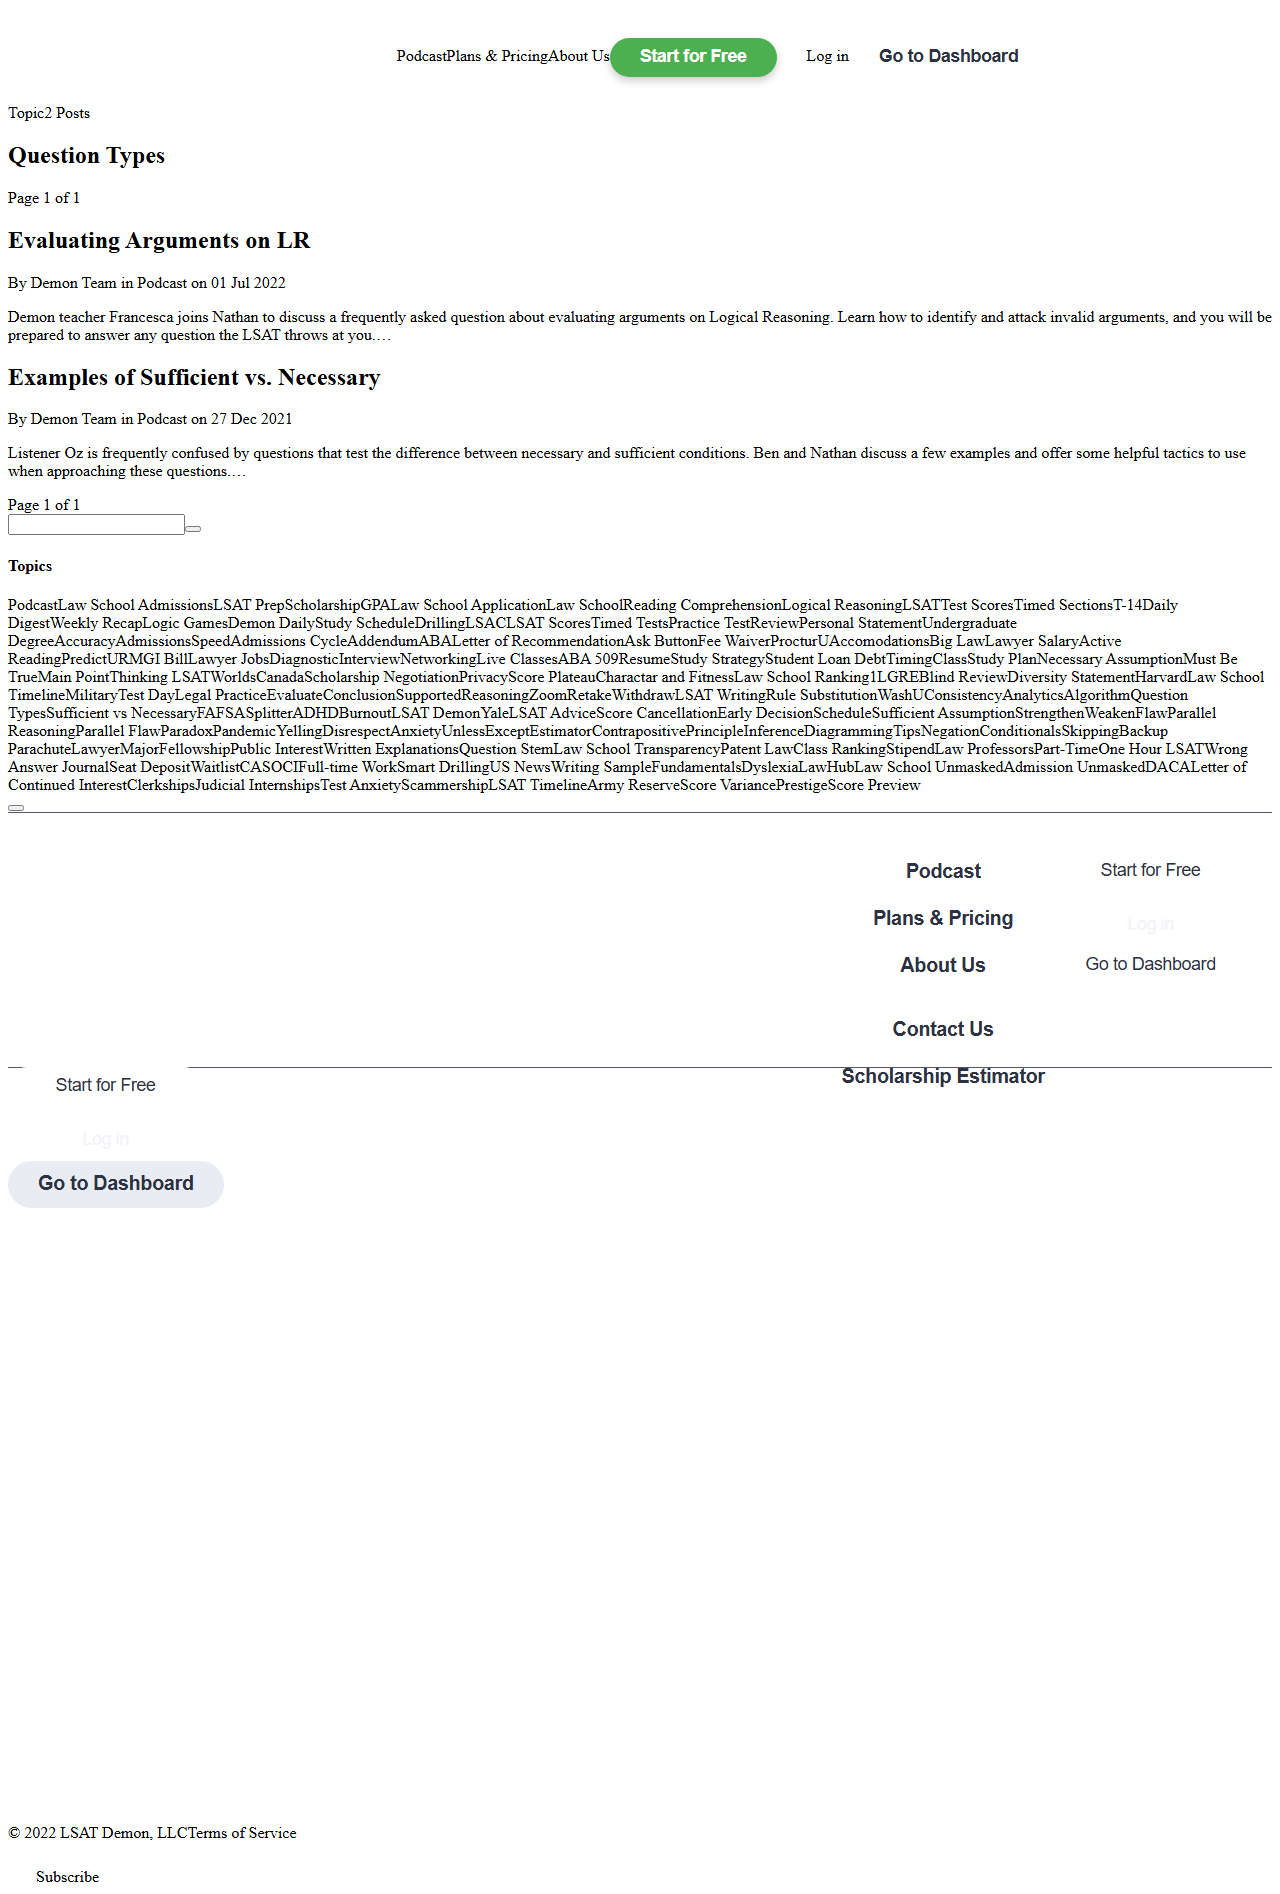 PodcastPlans & PricingAbout Us Start for Free Log in Go to Dashboard
Topic2 Posts
Question Types
Page 1 of 1
Evaluating Arguments on LR
By Demon Team in Podcast on 01 Jul 2022
Demon teacher Francesca joins Nathan to discuss a frequently asked question about evaluating arguments on Logical Reasoning. Learn how to identify and attack invalid arguments, and you will be
prepared to answer any question the LSAT throws at you.…
Examples of Sufficient vs. Necessary
By Demon Team in Podcast on 27 Dec 2021
Listener Oz is frequently confused by questions that test the difference between necessary and sufficient conditions. Ben and Nathan discuss a few examples and offer some helpful tactics to use
when approaching these questions.…
Page 1 of 1
Topics
PodcastLaw School AdmissionsLSAT PrepScholarshipGPALaw School ApplicationLaw SchoolReading ComprehensionLogical ReasoningLSATTest ScoresTimed SectionsT-14Daily
DigestWeekly RecapLogic GamesDemon DailyStudy ScheduleDrillingLSACLSAT ScoresTimed TestsPractice TestReviewPersonal StatementUndergraduate
DegreeAccuracyAdmissionsSpeedAdmissions CycleAddendumABALetter of RecommendationAsk ButtonFee WaiverProcturUAccomodationsBig LawLawyer SalaryActive
ReadingPredictURMGI BillLawyer JobsDiagnosticInterviewNetworkingLive ClassesABA 509ResumeStudy StrategyStudent Loan DebtTimingClassStudy PlanNecessary AssumptionMust Be
TrueMain PointThinking LSATWorldsCanadaScholarship NegotiationPrivacyScore PlateauCharactar and FitnessLaw School Ranking1LGREBlind ReviewDiversity StatementHarvardLaw School
TimelineMilitaryTest DayLegal PracticeEvaluateConclusionSupportedReasoningZoomRetakeWithdrawLSAT WritingRule SubstitutionWashUConsistencyAnalyticsAlgorithmQuestion
TypesSufficient vs NecessaryFAFSASplitterADHDBurnoutLSAT DemonYaleLSAT AdviceScore CancellationEarly DecisionScheduleSufficient AssumptionStrengthenWeakenFlawParallel
ReasoningParallel FlawParadoxPandemicYellingDisrespectAnxietyUnlessExceptEstimatorContrapositivePrincipleInferenceDiagrammingTipsNegationConditionalsSkippingBackup
ParachuteLawyerMajorFellowshipPublic InterestWritten ExplanationsQuestion StemLaw School TransparencyPatent LawClass RankingStipendLaw ProfessorsPart-TimeOne Hour LSATWrong
Answer JournalSeat DepositWaitlistCASOCIFull-time WorkSmart DrillingUS NewsWriting SampleFundamentalsDyslexiaLawHubLaw School UnmaskedAdmission UnmaskedDACALetter of
Continued InterestClerkshipsJudicial InternshipsTest AnxietyScammershipLSAT TimelineArmy ReserveScore VariancePrestigeScore Preview
Podcast Start for Free
Plans & Pricing Log in
About Us Go to Dashboard
Contact Us
Scholarship Estimator
Start for Free
Log in
Go to Dashboard
© 2022 LSAT Demon, LLCTerms of Service
Subscribe